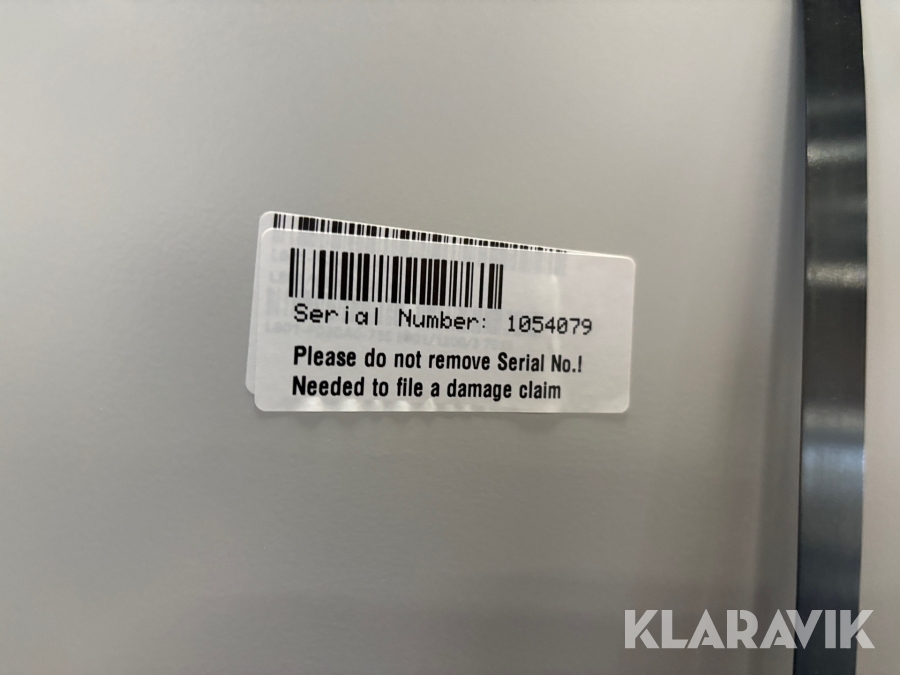 Serial Number: 1054079
Please do not remove Serial No.!
Needed to file a damage claim
KLARAVIK